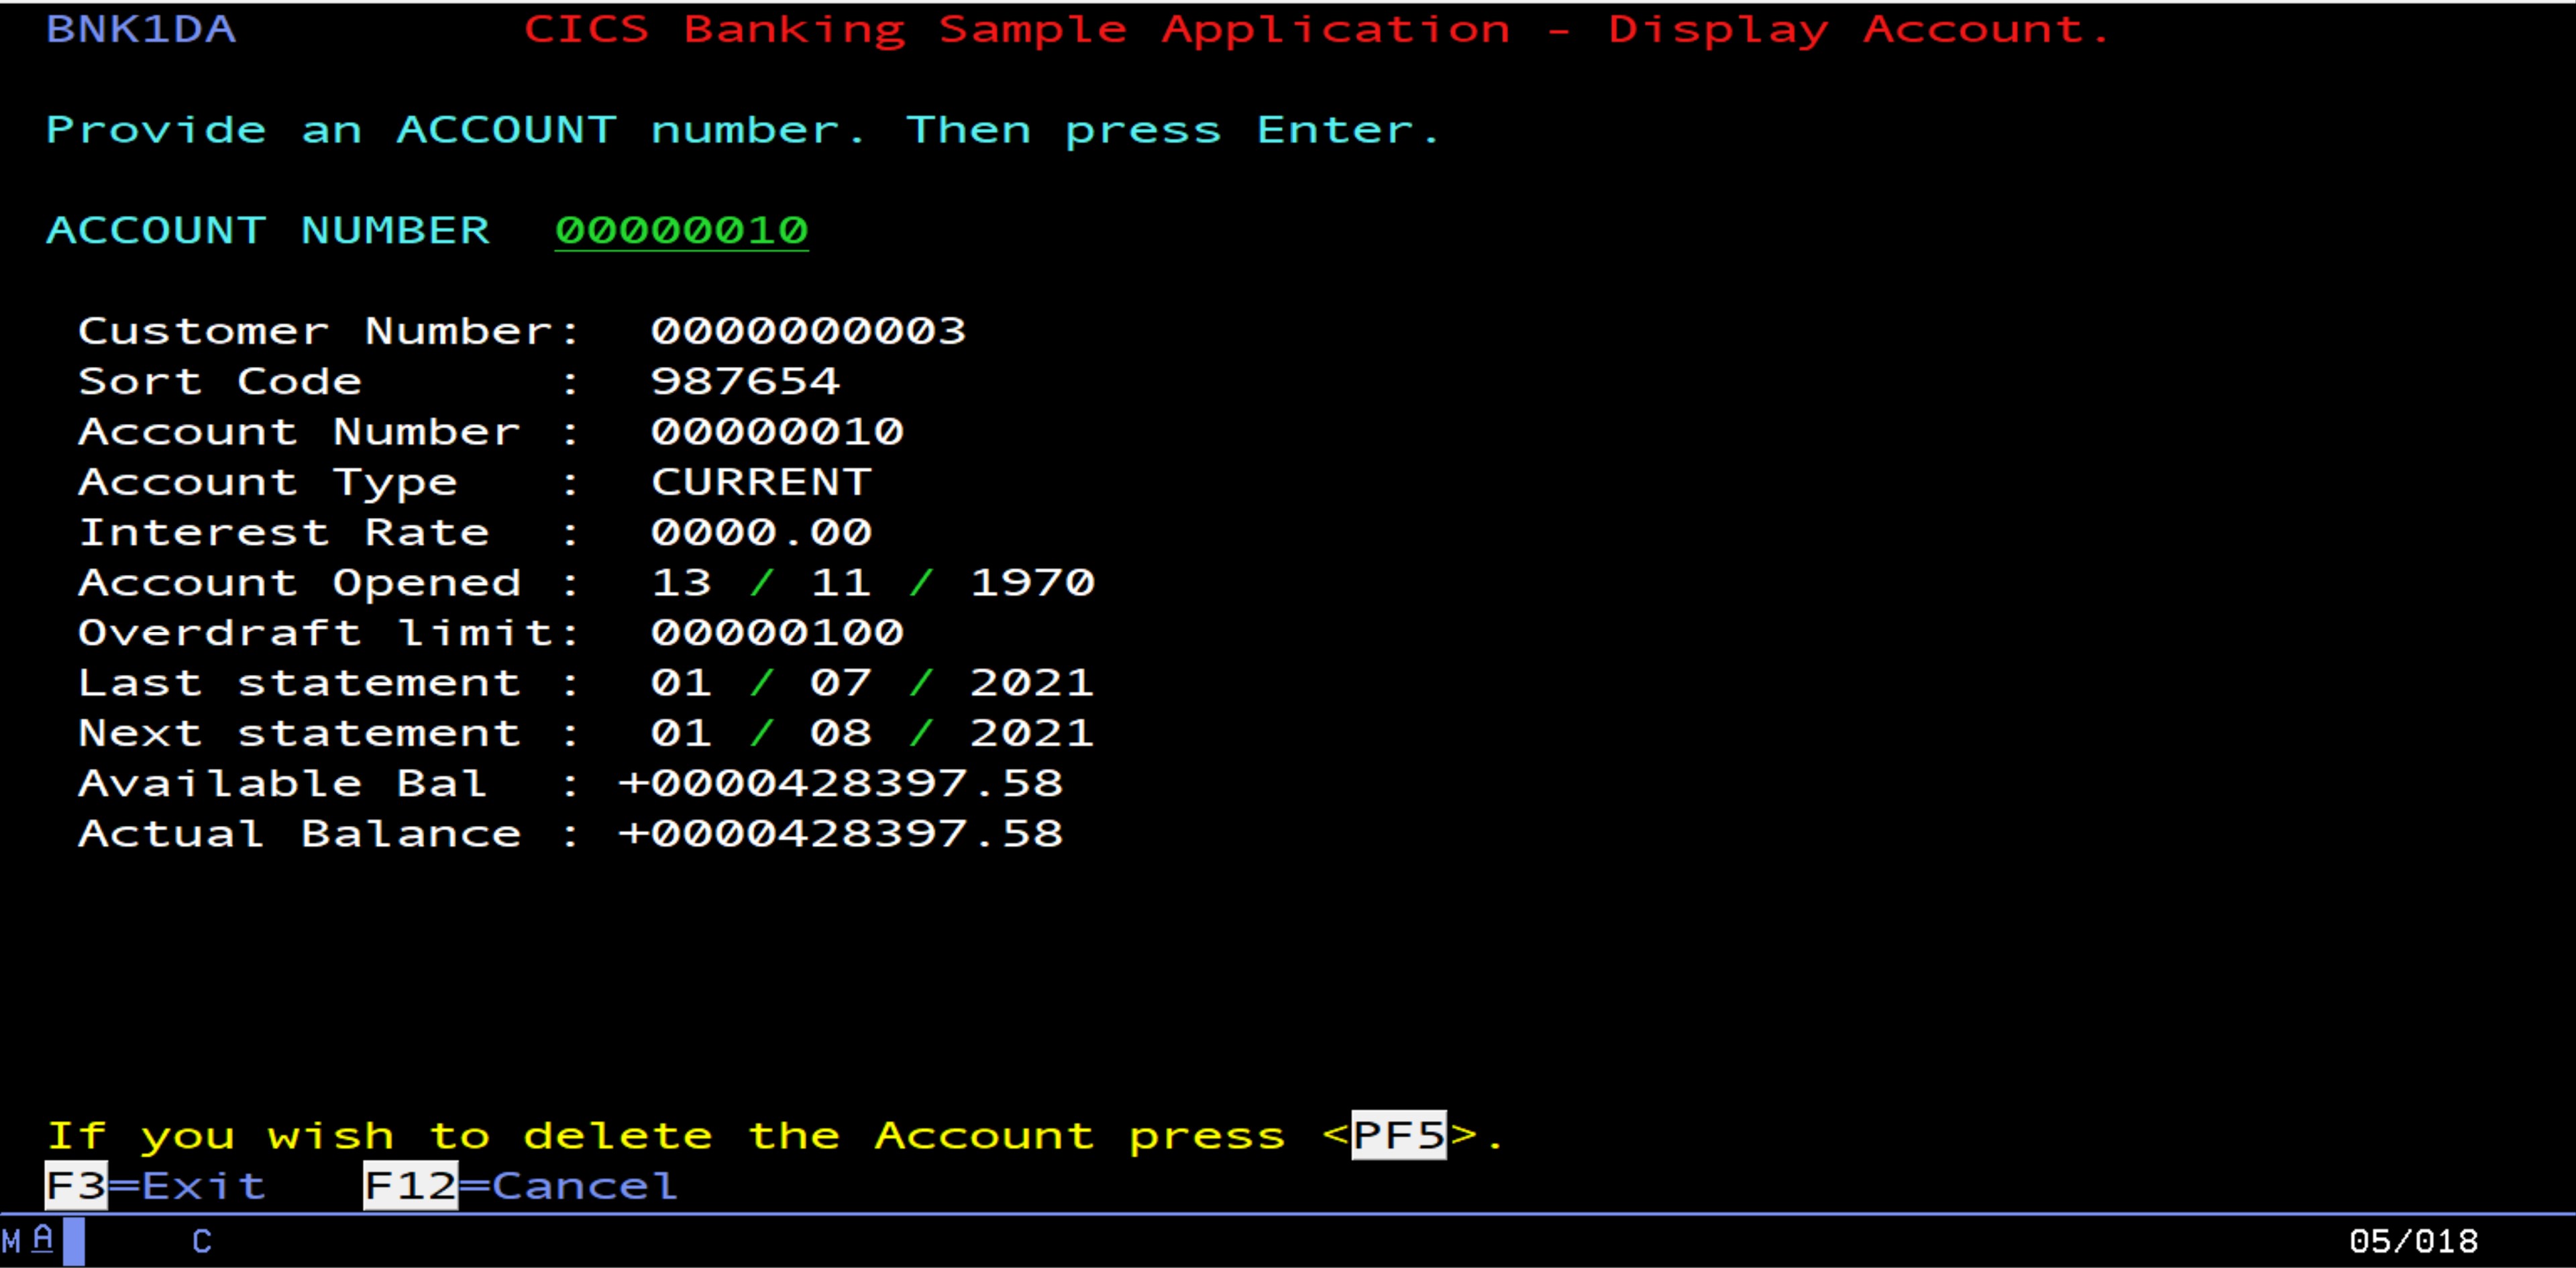 BNK1DA CICS Banking Sample Application - Display Account.
Provide an ACCOUNT number. Then press Enter.
ACCOUNT NUMBER 00000010
Customer Number: 0000000003
Sort Code : 987654
Account Number : 00000010
Account Type : CURRENT
Interest Rate : 0000.00
Account Opened : 13 / 11 / 1970
Overdraft limit: 00000100
Last statement : 01 / 07 / 2021
Next statement : 01 / 08 / 2021
Available Bal : +0000428397.58
Actual Balance : +0000428397.58
If you wish to delete the Account press <PF5>.
F3=Exit F12=Cancel
MA C 05/018